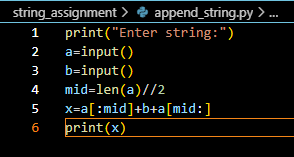 string_assignment > append_string.py > ...
1 print("Enter string:")
2 a=input()
3 b=input()
4 mid=len(a)//2
5 x=a[:mid]+b+a[mid:]
6 print(x)